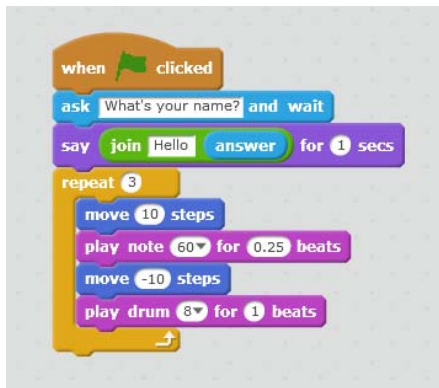 when clicked
ask What's your name? and wait
say join Hello answer for 1 secs
repeat 3
move 10 steps
play note 60 for 0.25 beats
move -10 steps
play drum 8 for 1 beats